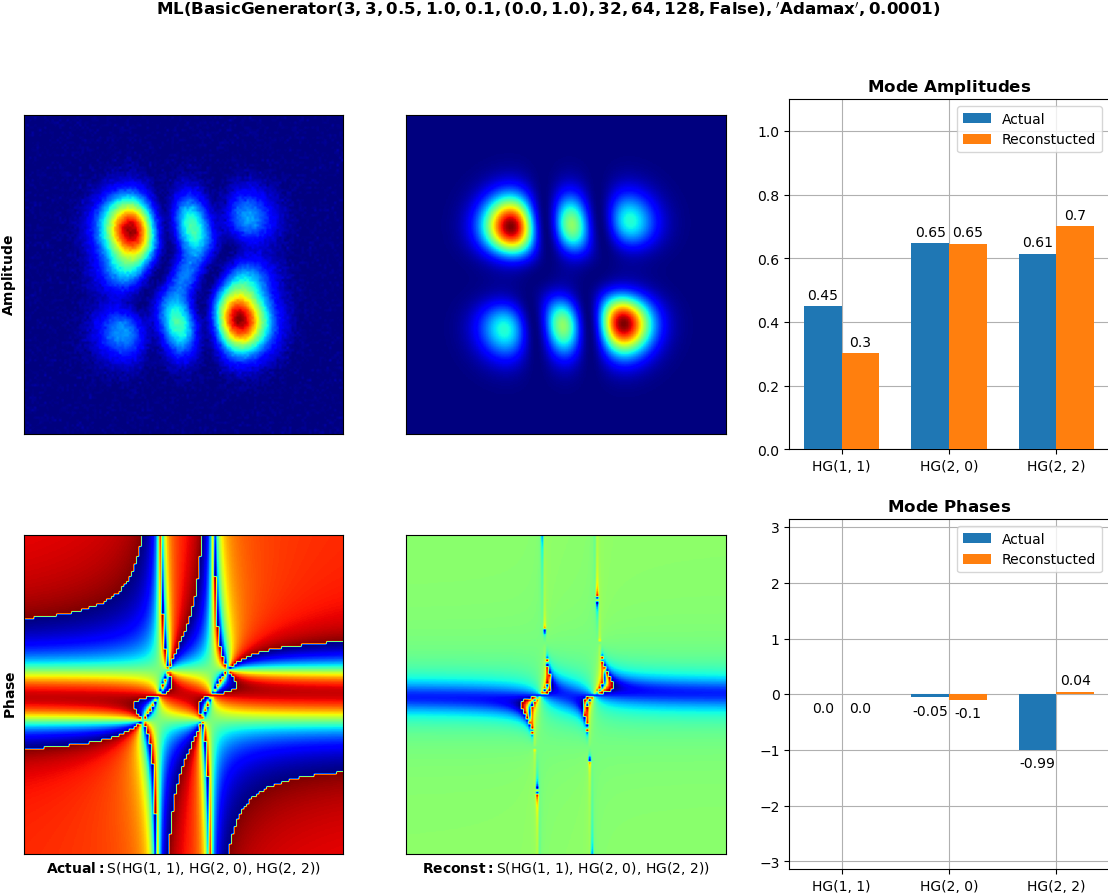 ML(BasicGenerator(3, 3, 0.5, 1.0, 0.1, (0.0, 1.0), 32, 64, 128, False), ′Adamax′, 0.0001)
Amplitude
Mode Amplitudes
Actual
Reconstucted
1.0
0.8
0.6
0.4
0.2
0.0
0.45
0.3
0.65
0.65
0.61
0.7
HG(1, 1)
HG(2, 0)
HG(2, 2)
Phase
Actual: S(HG(1, 1), HG(2, 0), HG(2, 2))
Reconst: S(HG(1, 1), HG(2, 0), HG(2, 2))
Mode Phases
Actual
Reconstucted
3
2
1
0
−1
−2
−3
0.0
0.0
-0.05
-0.1
-0.99
0.04
HG(1, 1)
HG(2, 0)
HG(2, 2)